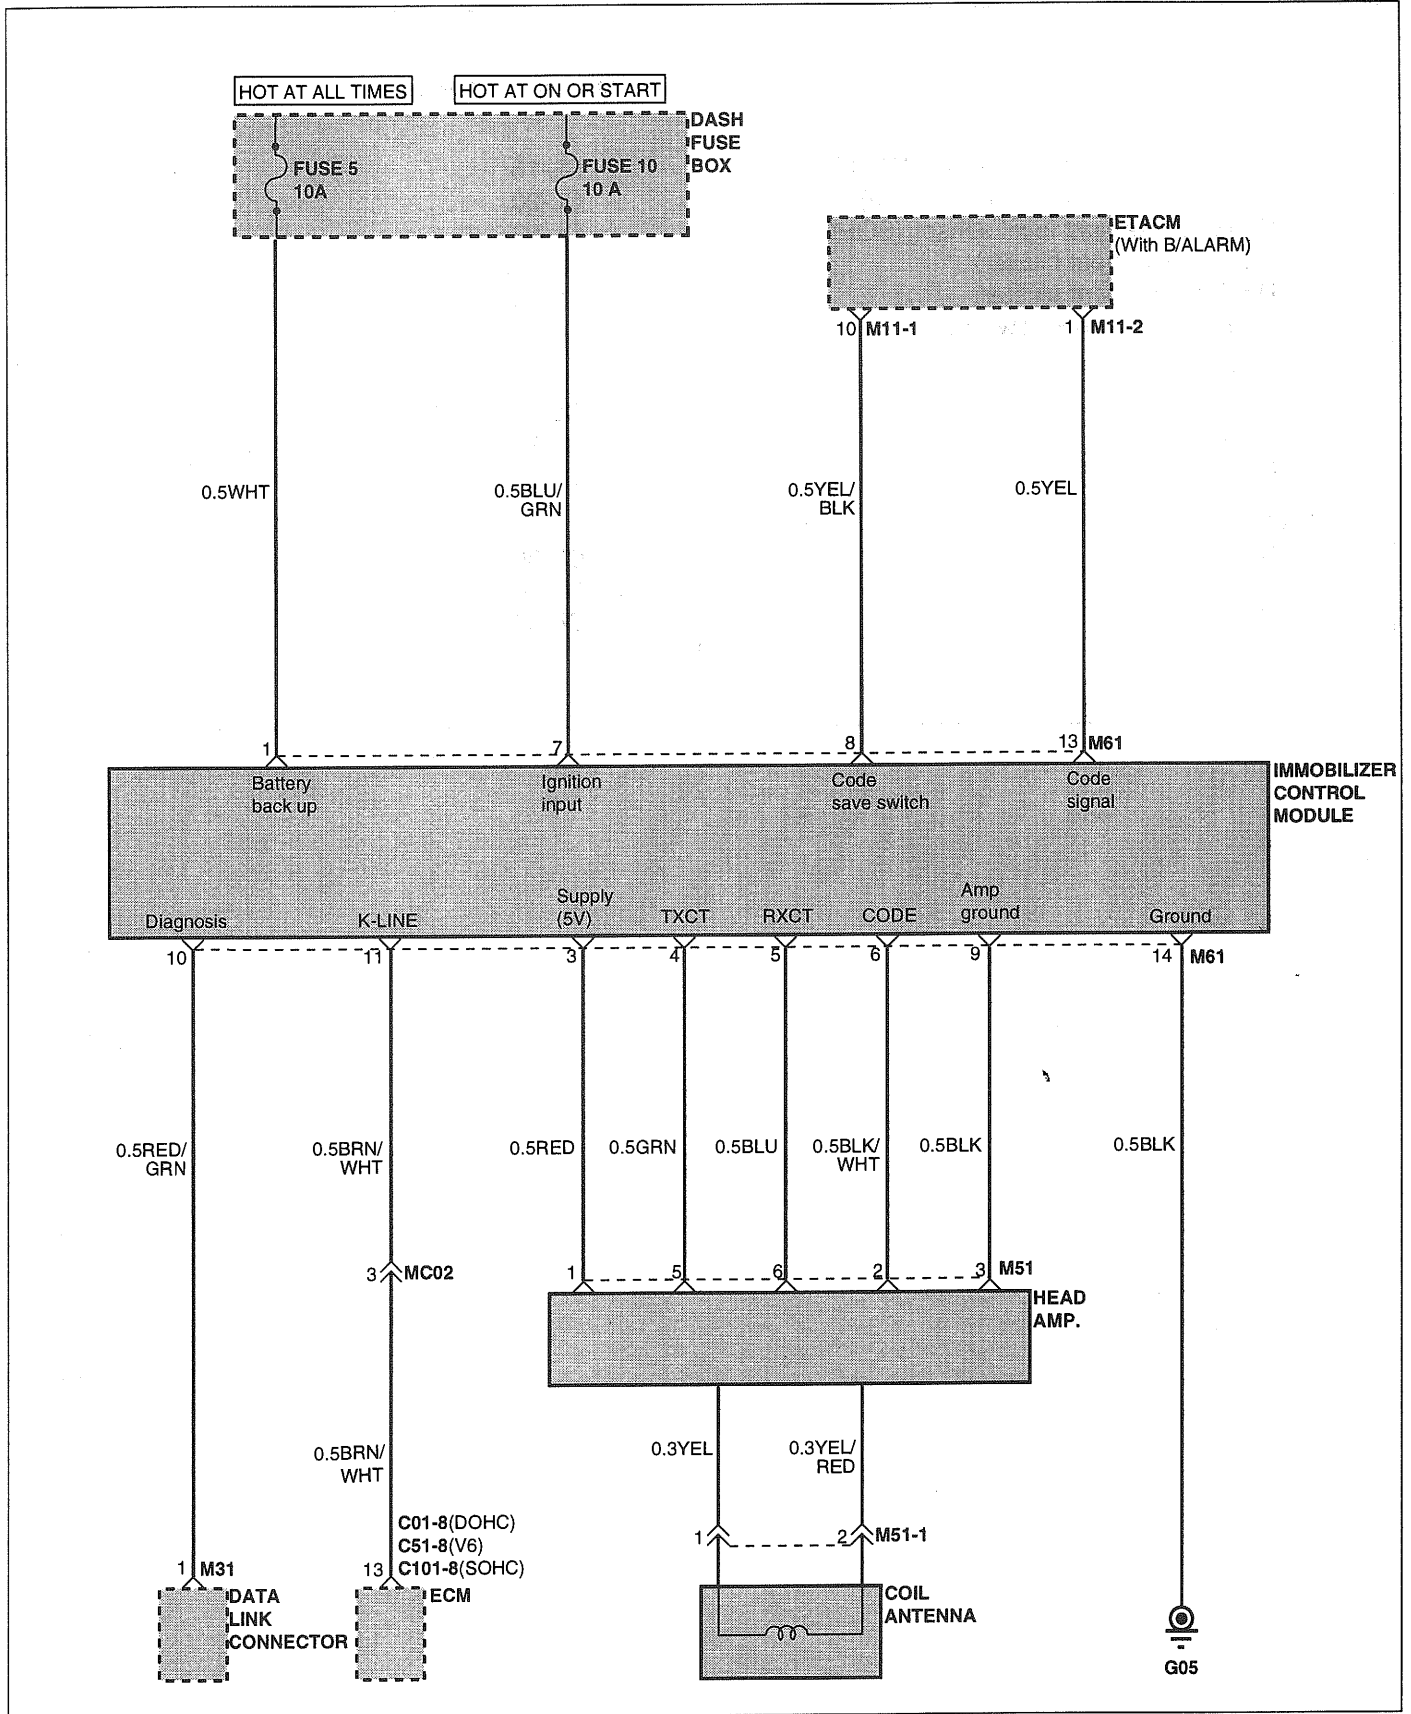 HOT AT ALL TIMES
HOT AT ON OR START
DASH
FUSE
BOX
FUSE 5
10A
FUSE 10
10 A
ETACM
(With B/ALARM)
10 M11-1
1 M11-2
0.5WHT
0.5BLU/
GRN
0.5YEL/
BLK
0.5YEL
1
7
8
13 M61
IMMOBILIZER
CONTROL
MODULE
Battery
back up
Ignition
input
Code
save switch
Code
signal
Diagnosis
K-LINE
Supply
(5V)
TXCT
RXCT
CODE
Amp
ground
Ground
10
11
3
4
5
6
9
14 M61
0.5RED/
GRN
0.5BRN/
WHT
0.5RED
0.5GRN
0.5BLU
0.5BLK/
WHT
0.5BLK
0.5BLK
3 MC02
1
5
6
2
3 M51
HEAD
AMP.
0.5BRN/
WHT
0.3YEL
0.3YEL/
RED
C01-8(DOHC)
C51-8(V6)
C101-8(SOHC)
1
2 M51-1
1 M31
13
DATA
LINK
CONNECTOR
ECM
COIL
ANTENNA
G05